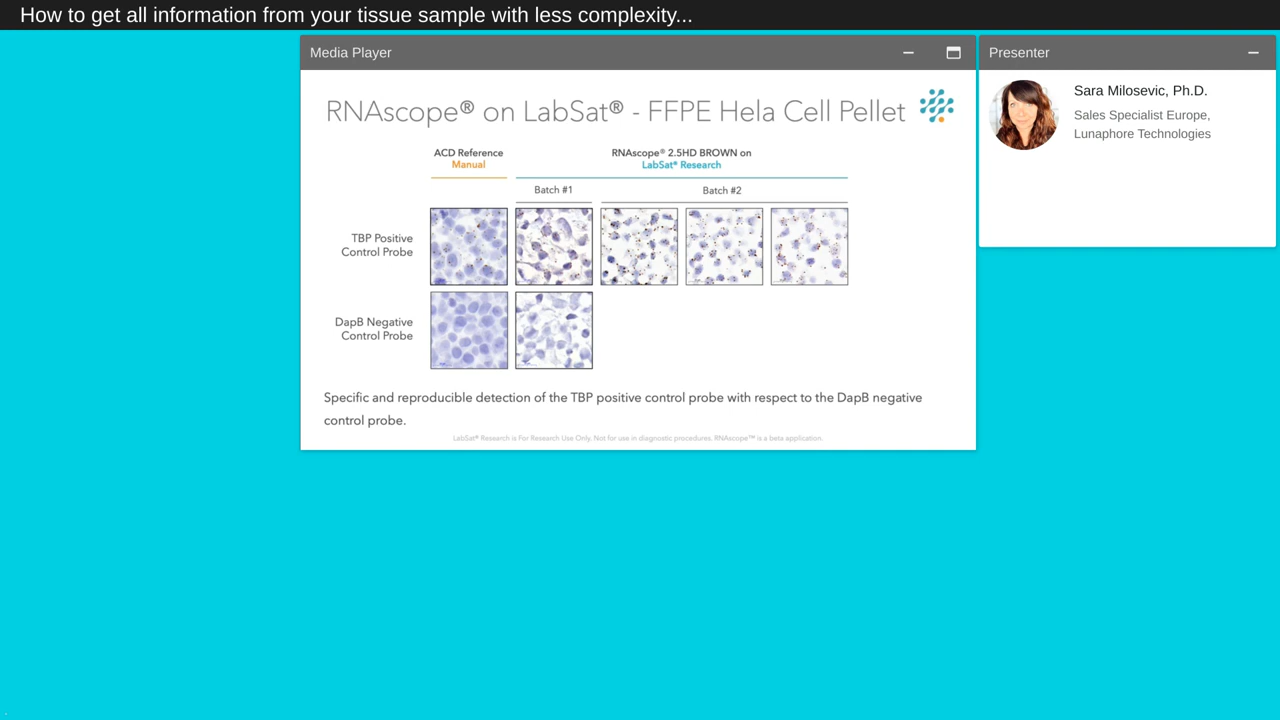 How to get all information from your tissue sample with less complexity...
Media Player
Presenter
RNAscope® on LabSat® - FFPE Hela Cell Pellet
ACD Reference
Manual
RNAscope® 2.5HD BROWN on
LabSat® Research
Batch #1
Batch #2
TBP Positive
Control Probe
DapB Negative
Control Probe
Specific and reproducible detection of the TBP positive control probe with respect to the DapB negative
control probe.
LabSat® Research is For Research Use Only. Not for use in diagnostic procedures. RNAscope™ is a beta application.
Sara Milosevic, Ph.D.
Sales Specialist Europe,
Lunaphore Technologies